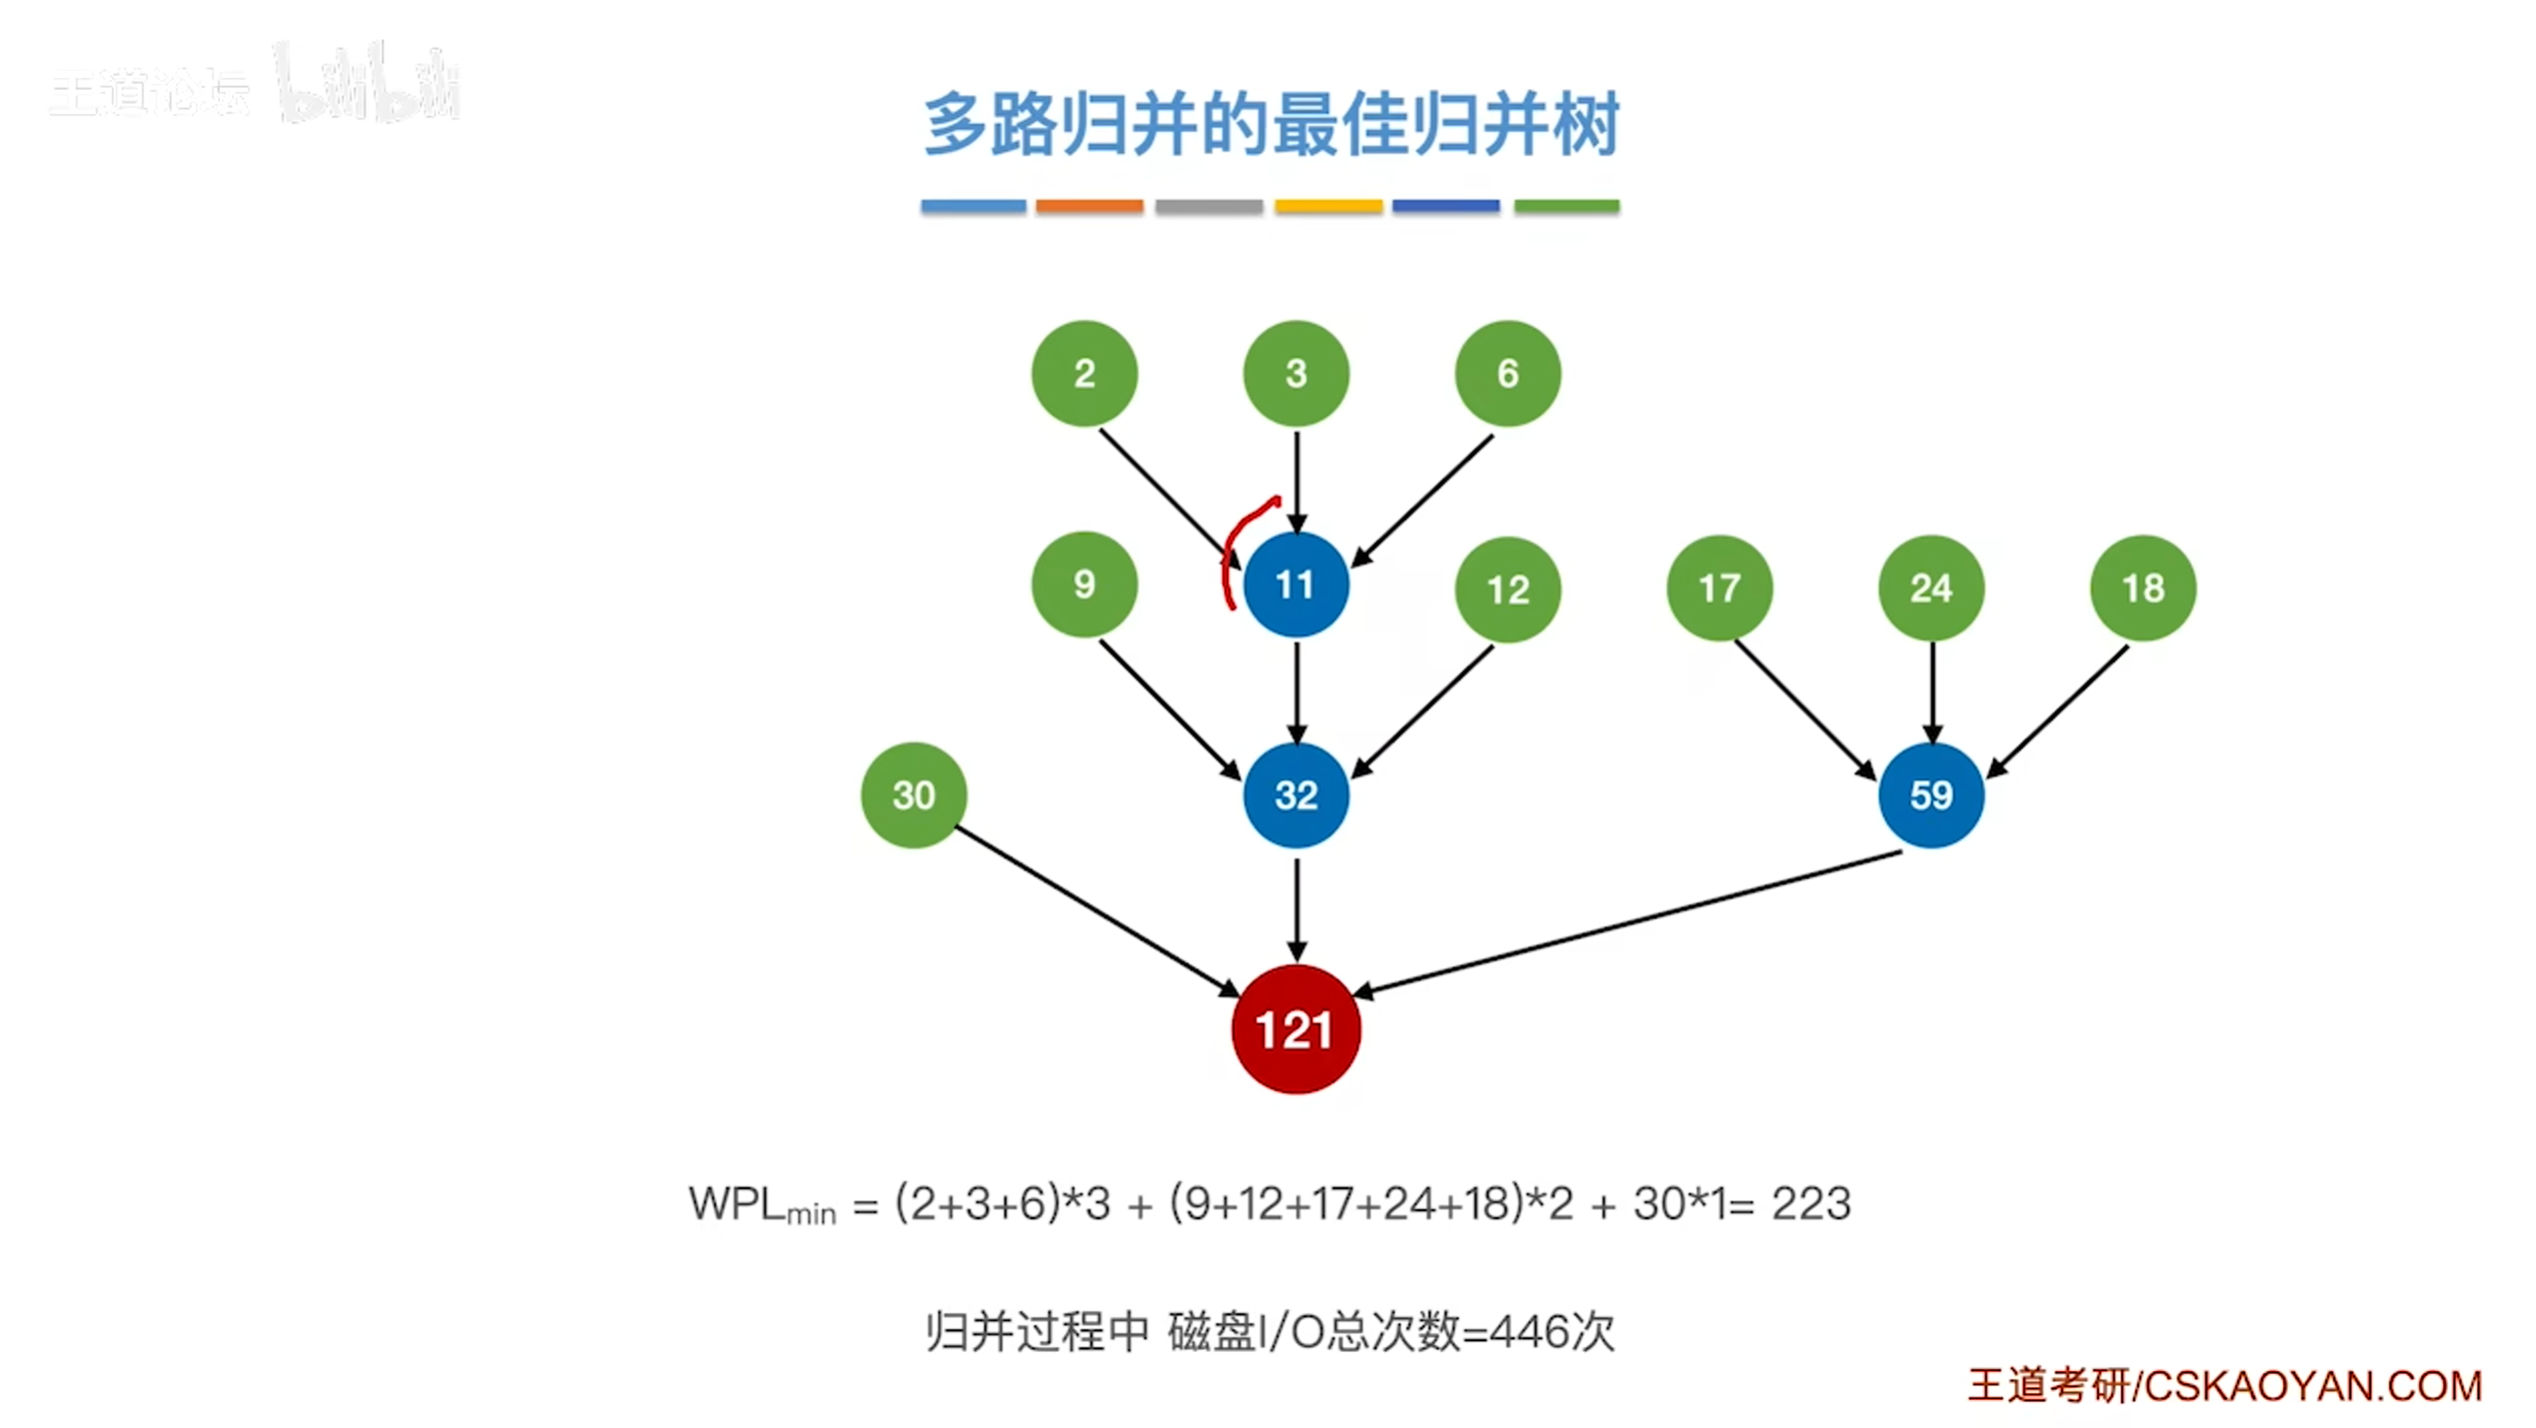 王道论坛 bilibili
多路归并的最佳归并树
2 3 6
9 11 12 17 24 18
30 32 59
121
WPLmin = (2+3+6)*3 + (9+12+17+24+18)*2 + 30*1= 223
归并过程中 磁盘I/O总次数=446次
王道考研/CSKAOYAN.COM